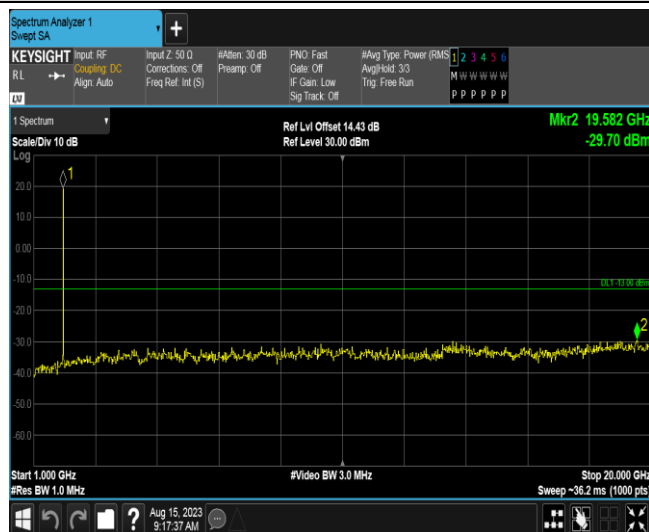 Spectrum Analyzer 1
Swept SA
+
KEYSIGHT Input: RF Input Z: 50 Ω #Atten: 30 dB PNO: Fast #Avg Type: Power (RMS 1 2 3 4 5 6
RL Coupling: DC Corrections: Off Preamp: Off Gate: Off Avg|Hold: 3/3 M W W W W W
Align: Auto Freq Ref: Int (S) IF Gain: Low Trig: Free Run
Sig Track: Off P P P P P P
LXI
1 Spectrum Ref Lvl Offset 14.43 dB Mkr2 19.582 GHz
Scale/Div 10 dB Ref Level 30.00 dBm -29.70 dBm
Log
1
20.0
10.0
0.00
-10.0
DL1 -13.00 dBm
-20.0
2
-30.0
-40.0
-50.0
-60.0
Start 1.000 GHz #Video BW 3.0 MHz Stop 20.000 GHz
#Res BW 1.0 MHz Sweep ~36.2 ms (1000 pts)
? Aug 15, 2023
9:17:37 AM